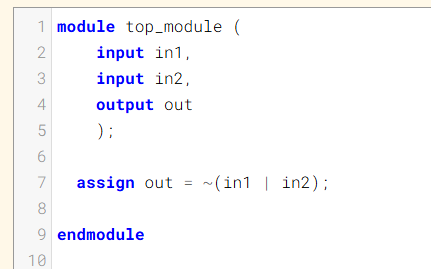 1 module top_module (
2     input in1,
3     input in2,
4     output out
5     );
6
7   assign out = ~(in1 | in2);
8
9 endmodule
10